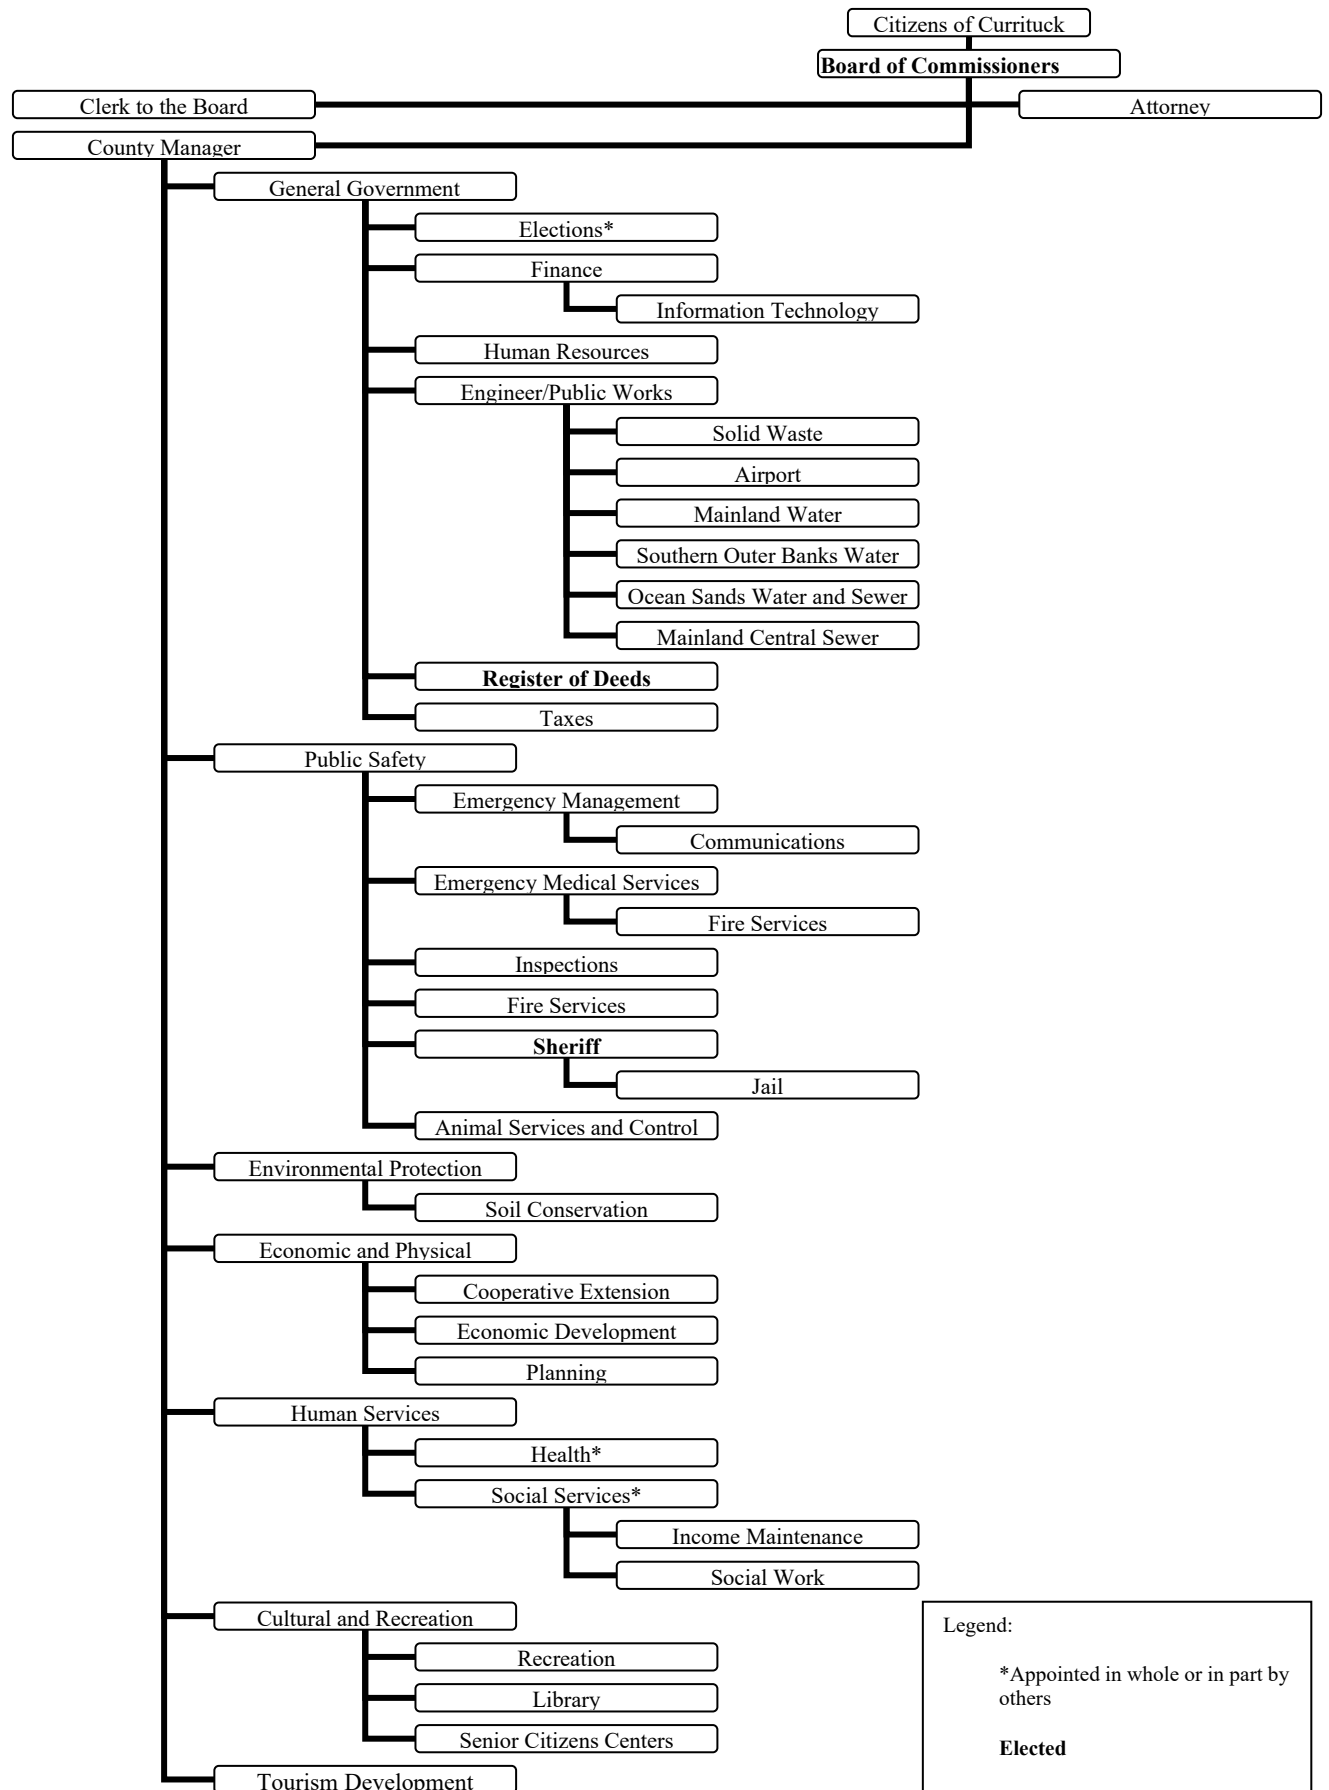 Citizens of Currituck
Board of Commissioners
Clerk to the Board
Attorney
County Manager
General Government
Elections*
Finance
Information Technology
Human Resources
Engineer/Public Works
Solid Waste
Airport
Mainland Water
Southern Outer Banks Water
Ocean Sands Water and Sewer
Mainland Central Sewer
Register of Deeds
Taxes
Public Safety
Emergency Management
Communications
Emergency Medical Services
Fire Services
Inspections
Fire Services
Sheriff
Jail
Animal Services and Control
Environmental Protection
Soil Conservation
Economic and Physical
Cooperative Extension
Economic Development
Planning
Human Services
Health*
Social Services*
Income Maintenance
Social Work
Cultural and Recreation
Recreation
Library
Senior Citizens Centers
Tourism Development
Legend:
*Appointed in whole or in part by
others
Elected